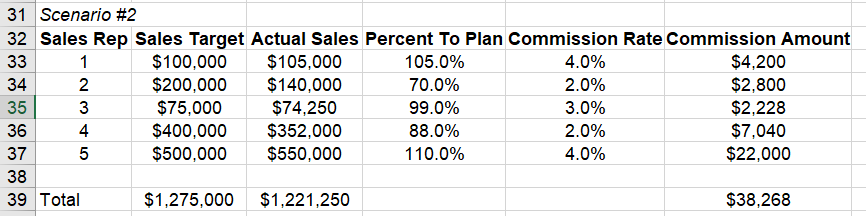 31 Scenario #2
32 Sales Rep Sales Target Actual Sales Percent To Plan Commission Rate Commission Amount
33 1 $100,000 $105,000 105.0% 4.0% $4,200
34 2 $200,000 $140,000 70.0% 2.0% $2,800
35 3 $75,000 $74,250 99.0% 3.0% $2,228
36 4 $400,000 $352,000 88.0% 2.0% $7,040
37 5 $500,000 $550,000 110.0% 4.0% $22,000
38
39 Total $1,275,000 $1,221,250 $38,268